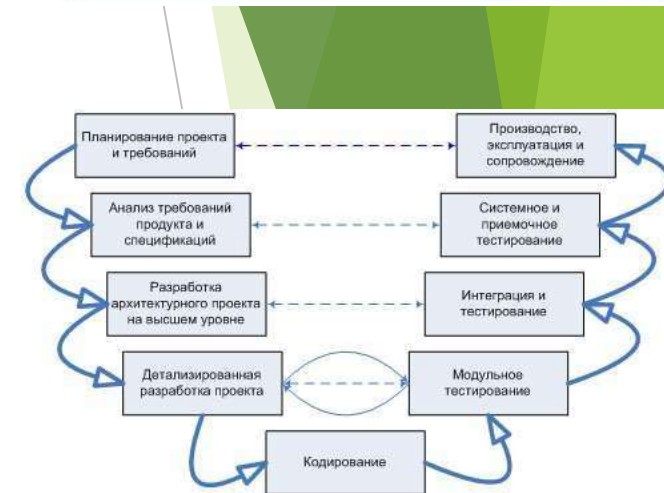 Планирование проекта
и требований
Производство,
эксплуатация и
сопровождение
Анализ требований
продукта и
спецификаций
Системное и
приемочное
тестирование
Разработка
архитектурного проекта
на высшем уровне
Интеграция и
тестирование
Детализированная
разработка проекта
Модульное
тестирование
Кодирование